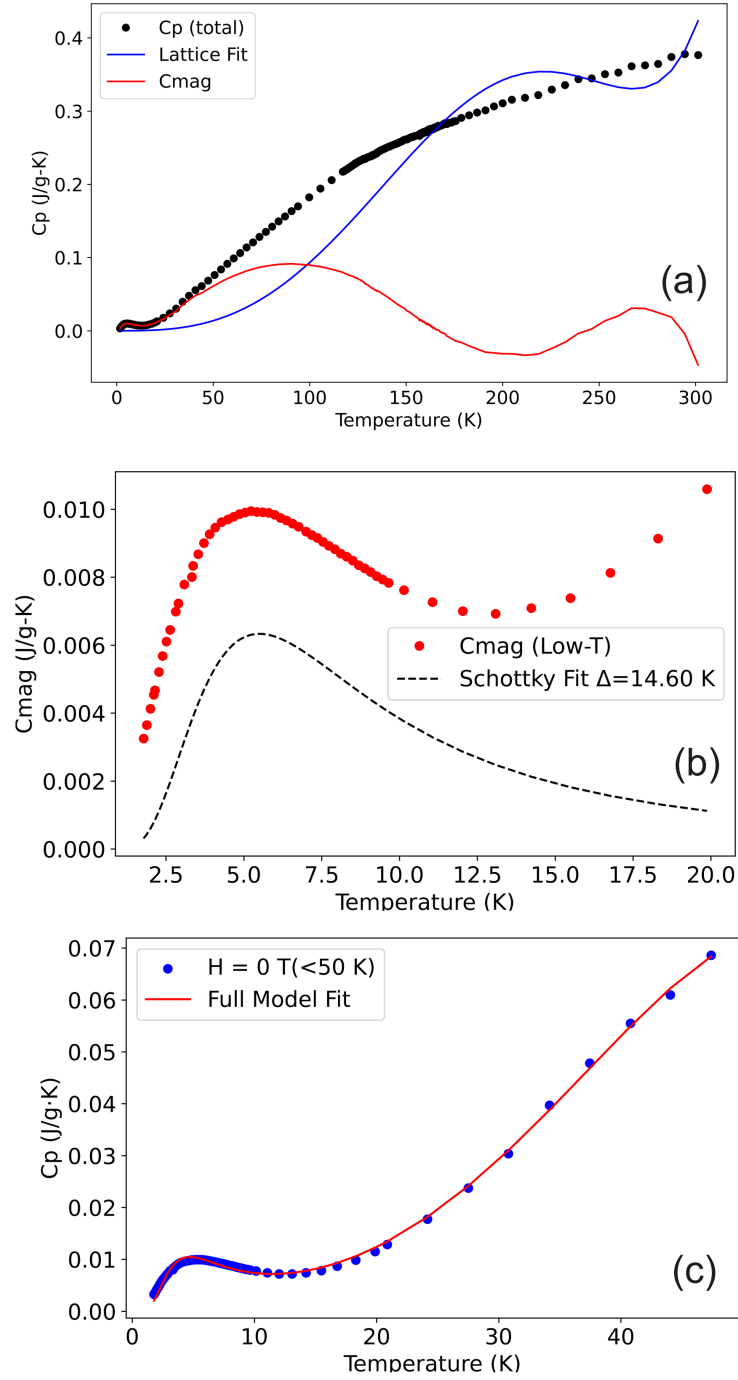 Cp (total)
Lattice Fit
Cmag
0.4
0.3
0.2
0.1
0.0
Cp (J/g-K)
(a)
0
50
100
150
200
250
300
Temperature (K)
0.010
0.008
0.006
0.004
0.002
0.000
Cmag (J/g-K)
Cmag (Low-T)
Schottky Fit Δ=14.60 K
(b)
2.5
5.0
7.5
10.0
12.5
15.0
17.5
20.0
Temperature (K)
H = 0 T(<50 K)
Full Model Fit
0.07
0.06
0.05
0.04
0.03
0.02
0.01
0.00
Cp (J/g·K)
(c)
0
10
20
30
40
Temperature (K)